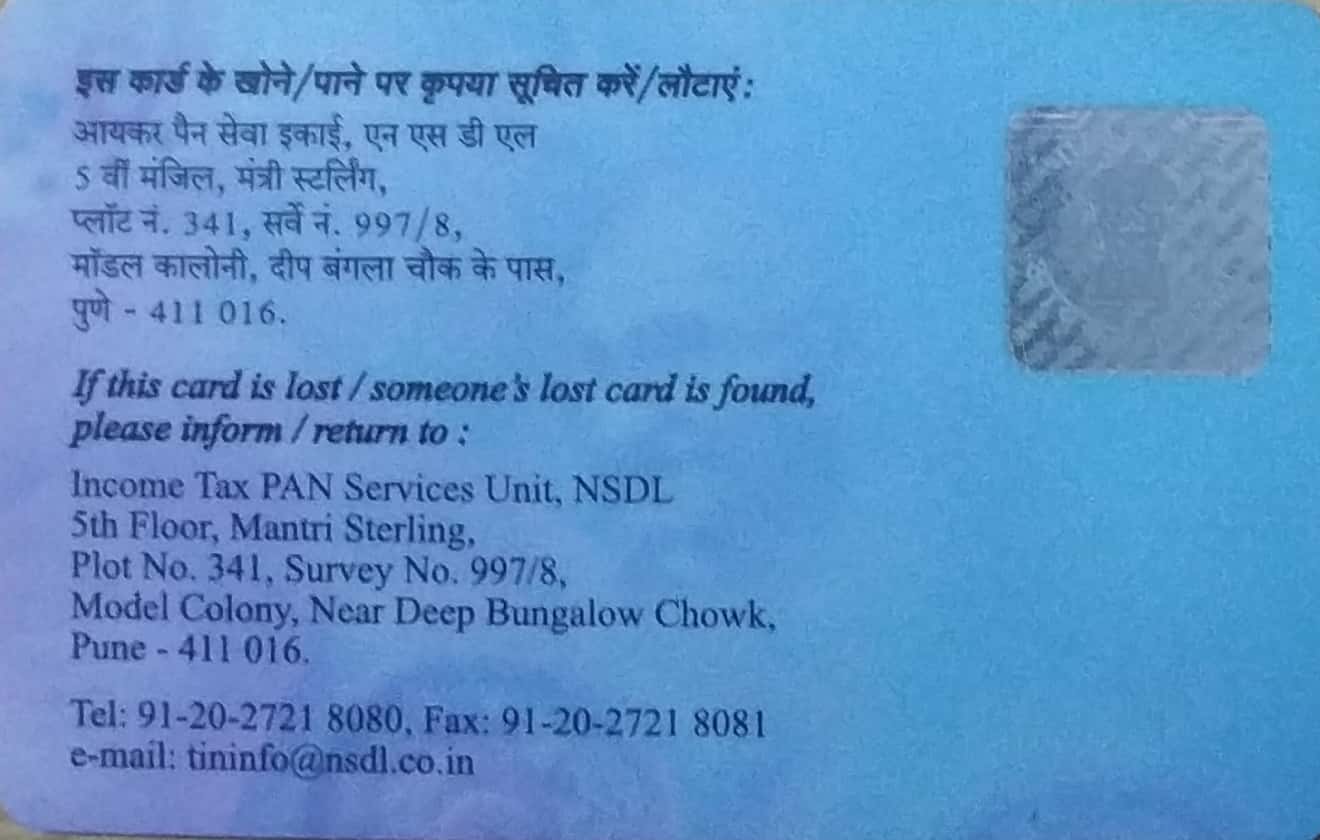 इस कार्ड के खोने/पाने पर कृपया सूचित करें/लौटाएं:
आयकर पैन सेवा इकाई, एन एस डी एल
5 वीं मंजिल, मंत्री स्टर्लिंग,
प्लॉट नं. 341, सर्वे नं. 997/8,
मॉडल कालोनी, दीप बंगला चौक के पास,
पुणे - 411 016.
If this card is lost / someone's lost card is found,
please inform / return to :
Income Tax PAN Services Unit, NSDL
5th Floor, Mantri Sterling,
Plot No. 341, Survey No. 997/8,
Model Colony, Near Deep Bungalow Chowk,
Pune - 411 016.
Tel: 91-20-2721 8080, Fax: 91-20-2721 8081
e-mail: tininfo@nsdl.co.in